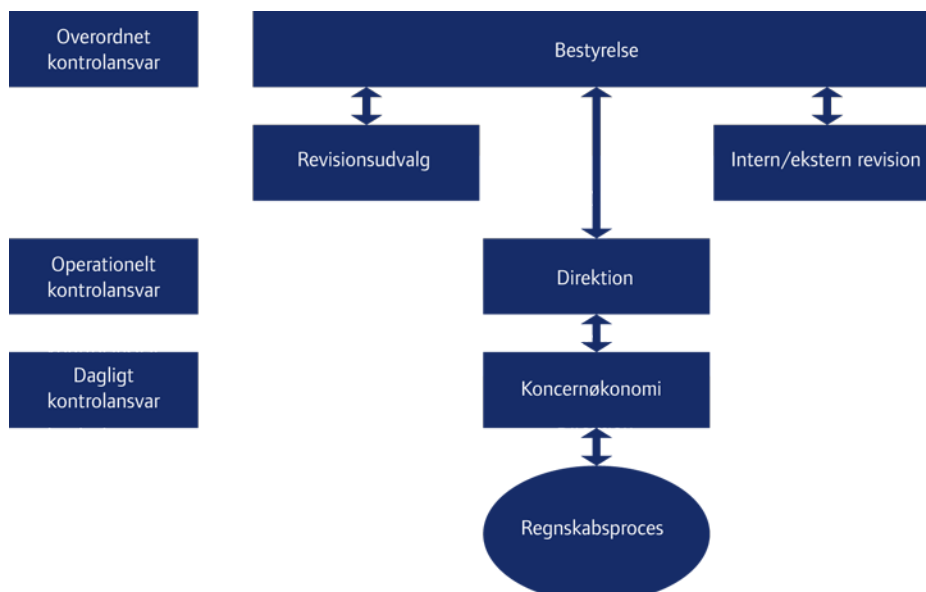 Overordnet
kontrolansvar
Bestyrelse
Revisionsudvalg
Intern/ekstern revision
Operationelt
kontrolansvar
Direktion
Dagligt
kontrolansvar
Koncernøkonomi
Regnskabsproces